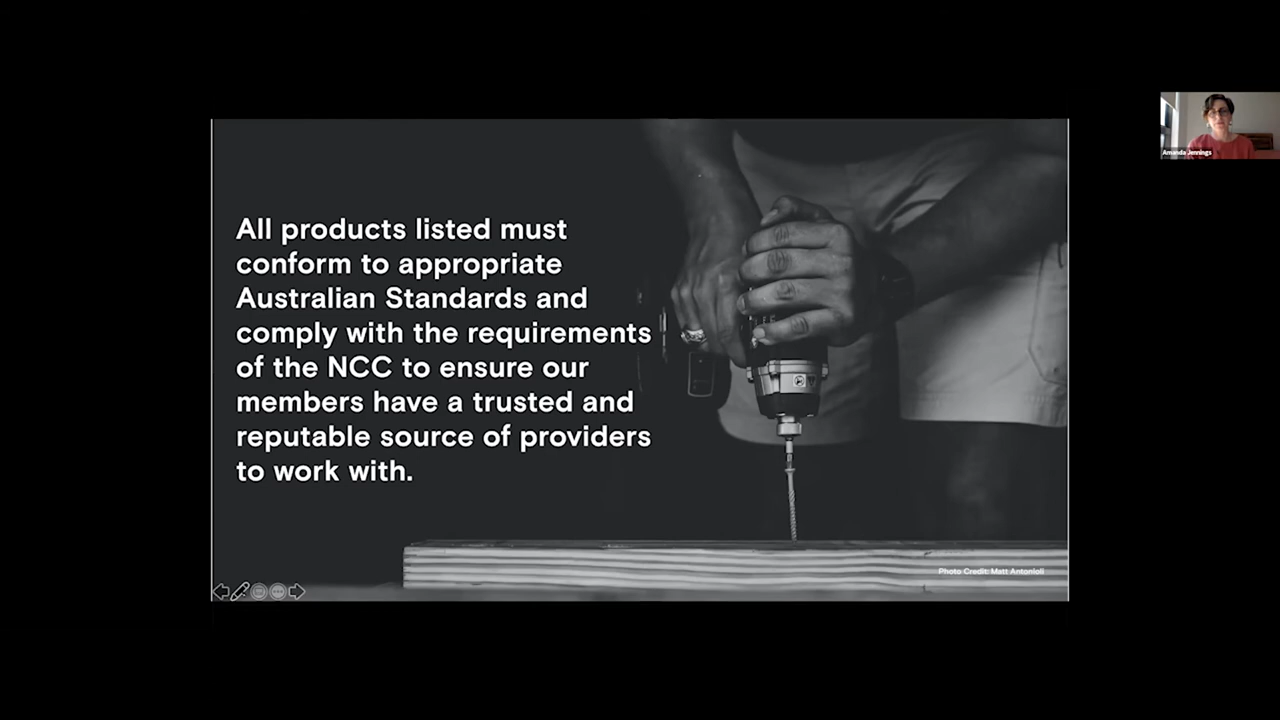 All products listed must
conform to appropriate
Australian Standards and
comply with the requirements
of the NCC to ensure our
members have a trusted and
reputable source of providers
to work with.
Photo Credit: Matt Antonioli
Amanda Jennings